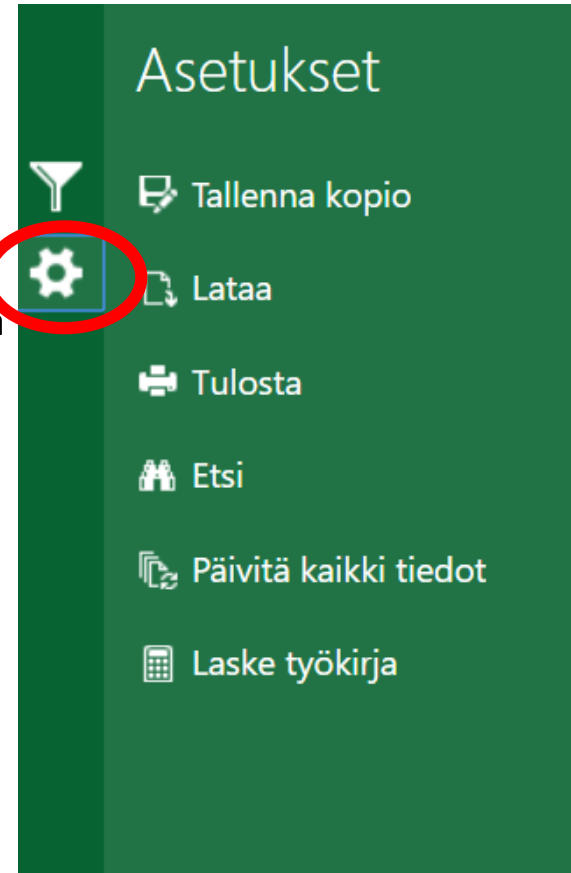 Asetukset
Tallenna kopio
Lataa
Tulosta
Etsi
Päivitä kaikki tiedot
Laske työkirja